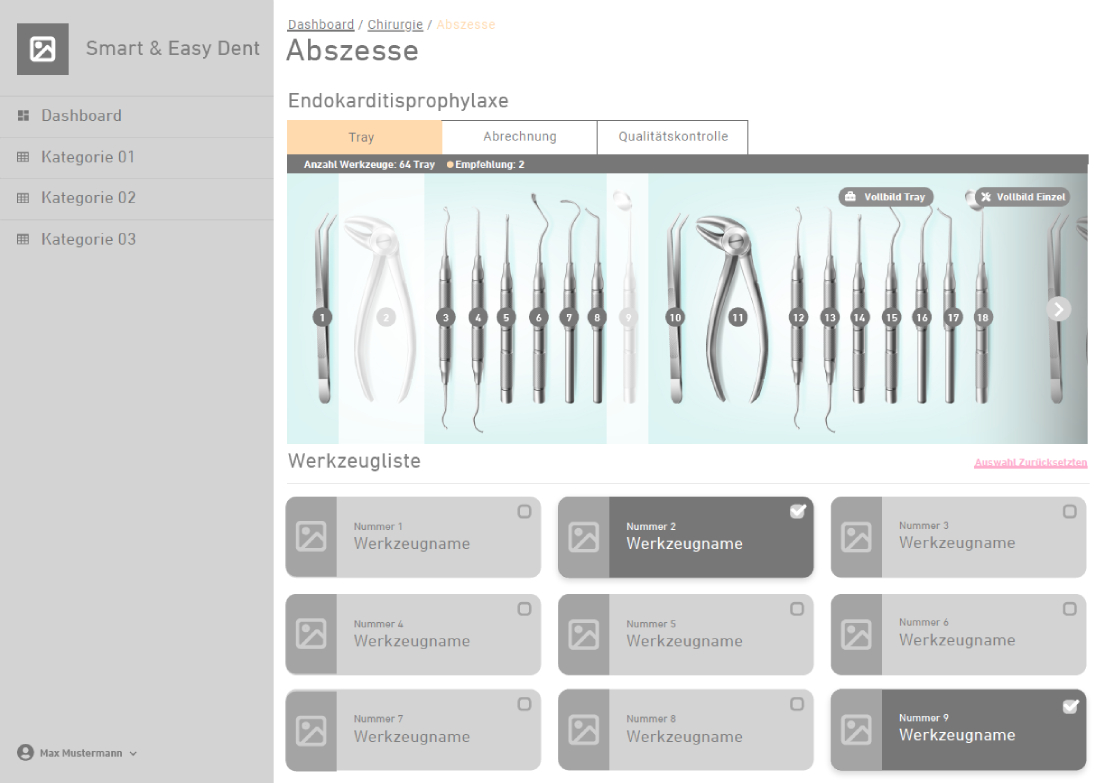 Smart & Easy Dent
Dashboard
Kategorie 01
Kategorie 02
Kategorie 03
Max Mustermann
Dashboard / Chirurgie / Abszesse
Abszesse
Endokarditisprophylaxe
Tray
Abrechnung
Qualitätskontrolle
Anzahl Werkzeuge: 64 Tray
Empfehlung: 2
Vollbild Tray
Vollbild Einzel
1 2 3 4 5 6 7 8 9 10 11 12 13 14 15 16 17 18
Werkzeugliste
Auswahl Zurücksetzten
Nummer 1
Werkzeugname
Nummer 2
Werkzeugname
Nummer 3
Werkzeugname
Nummer 4
Werkzeugname
Nummer 5
Werkzeugname
Nummer 6
Werkzeugname
Nummer 7
Werkzeugname
Nummer 8
Werkzeugname
Nummer 9
Werkzeugname